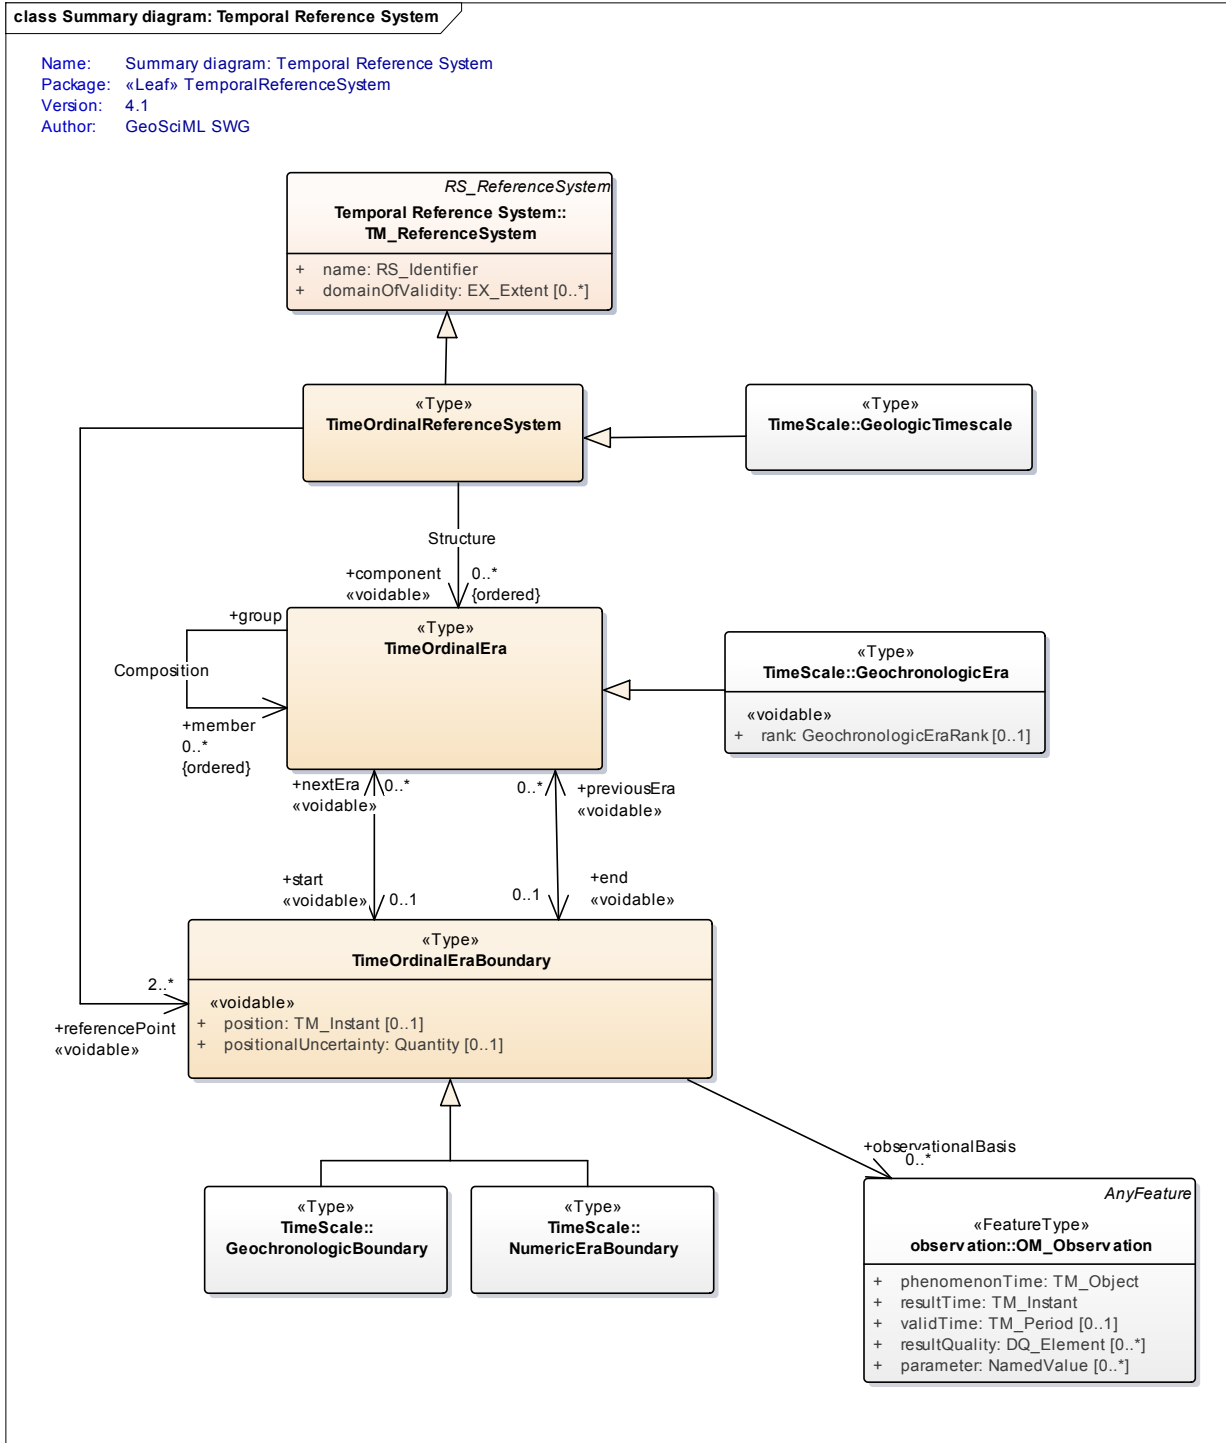 class Summary diagram: Temporal Reference System
Name: Summary diagram: Temporal Reference System
Package: «Leaf» TemporalReferenceSystem
Version: 4.1
Author: GeoSciML SWG
RS_ReferenceSystem
Temporal Reference System::
TM_ReferenceSystem
+ name: RS_Identifier
+ domainOfValidity: EX_Extent [0..*]
«Type»
TimeOrdinalReferenceSystem
«Type»
TimeScale::GeologicTimescale
Structure
+component
«voidable»
0..*
{ordered}
+group
Composition
+member
0..*
{ordered}
«Type»
TimeOrdinalEra
«Type»
TimeScale::GeochronologicEra
«voidable»
+ rank: GeochronologicEraRank [0..1]
+nextEra
«voidable»
0..*
0..*
+previousEra
«voidable»
+start
«voidable»
0..1
0..1
+end
«voidable»
2..*
+referencePoint
«voidable»
«Type»
TimeOrdinalEraBoundary
«voidable»
+ position: TM_Instant [0..1]
+ positionalUncertainty: Quantity [0..1]
+observationalBasis
0..*
«Type»
TimeScale::
GeochronologicBoundary
«Type»
TimeScale::
NumericEraBoundary
AnyFeature
«FeatureType»
observation::OM_Observation
+ phenomenonTime: TM_Object
+ resultTime: TM_Instant
+ validTime: TM_Period [0..1]
+ resultQuality: DQ_Element [0..*]
+ parameter: NamedValue [0..*]